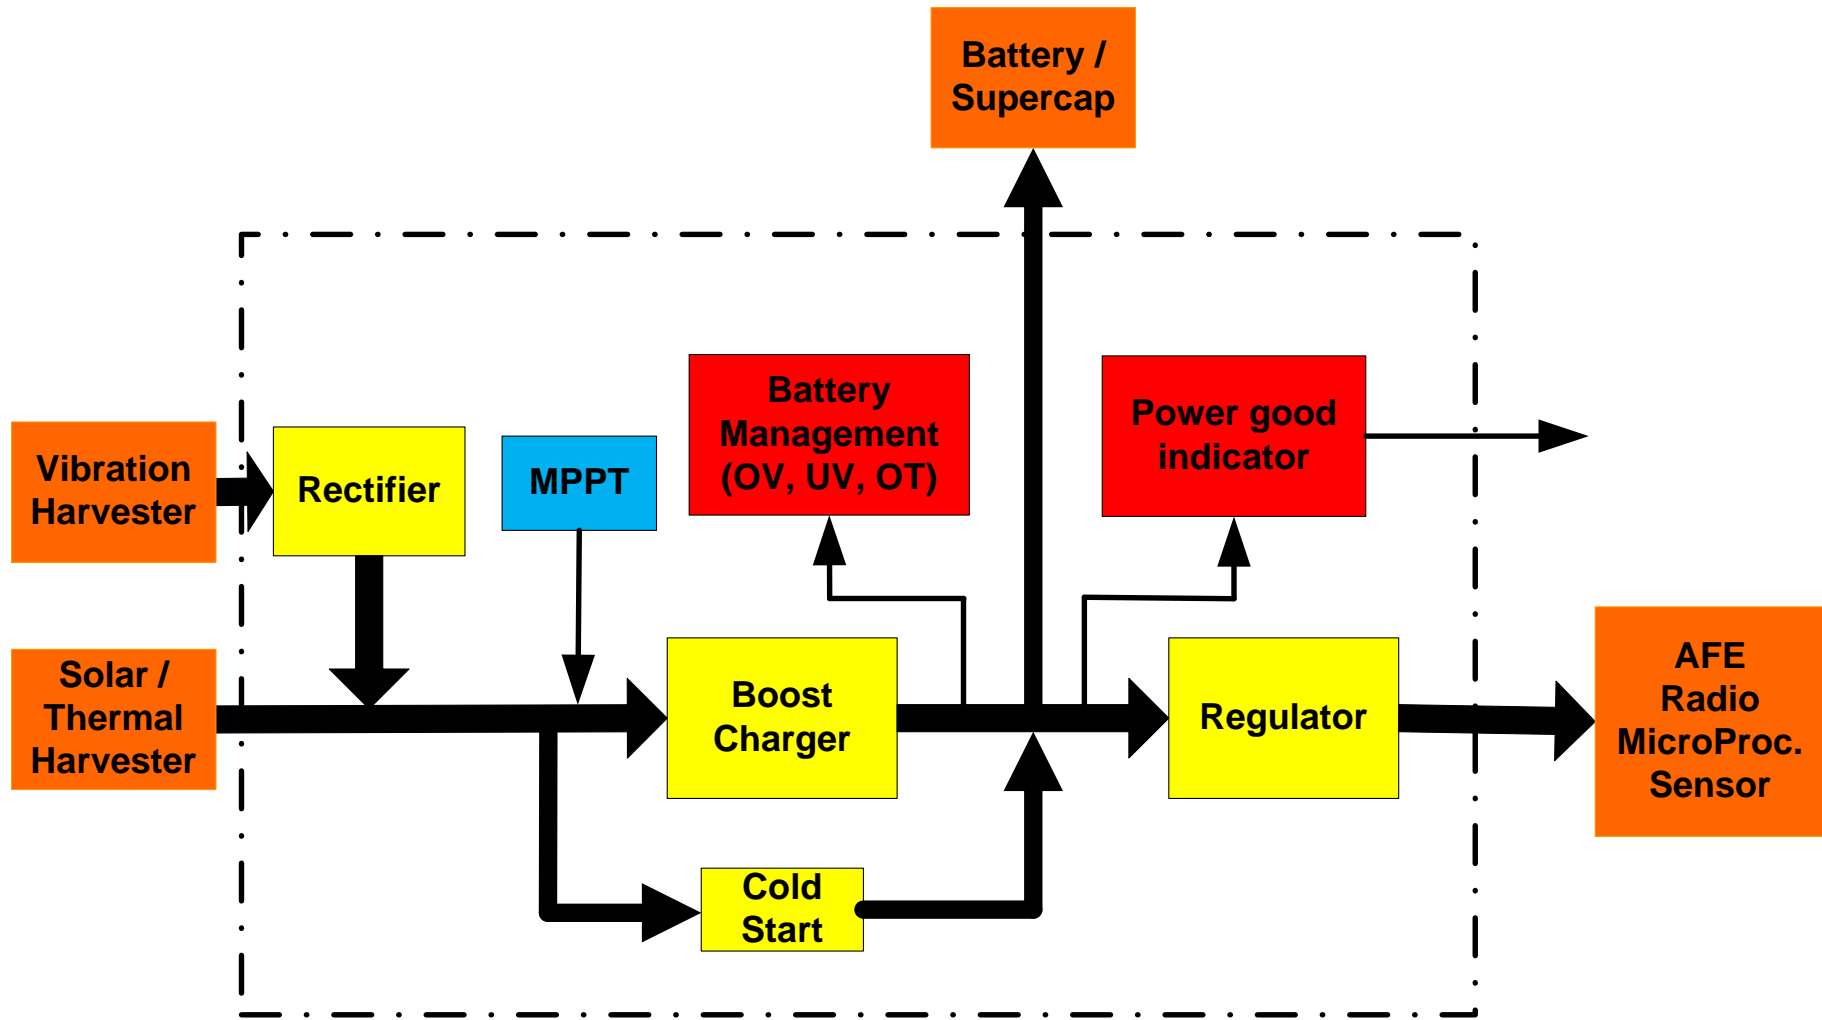 Battery /
Supercap
Battery
Management
(OV, UV, OT)
Power good
indicator
Vibration
Harvester
Rectifier
MPPT
Solar /
Thermal
Harvester
Boost
Charger
Regulator
AFE
Radio
MicroProc.
Sensor
Cold
Start